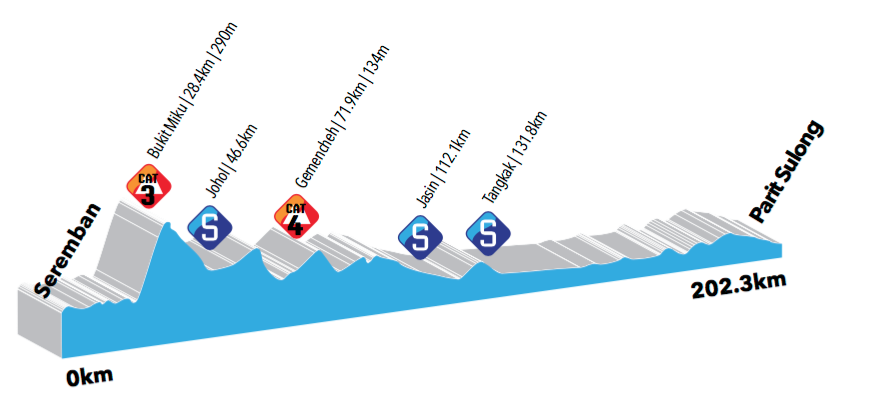 Seremban
0km
CAT
3
Bukit Miku | 28.4km | 290m
S
Johol | 46.6km
CAT
4
Gemencheh | 71.9km | 134m
S
Jasin | 112.1km
S
Tangkak | 131.8km
Parit Sulong
202.3km